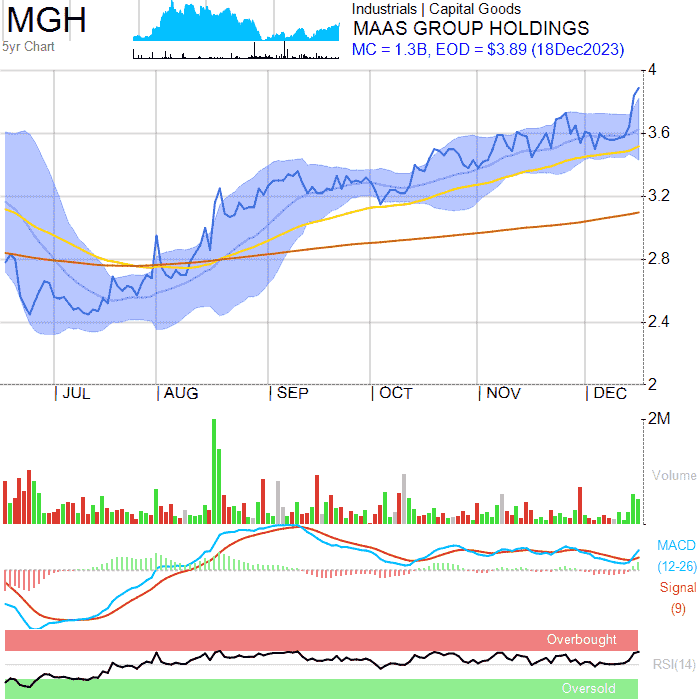 MGH
5yr Chart
Industrials | Capital Goods
MAAS GROUP HOLDINGS
MC = 1.3B, EOD = $3.89 (18Dec2023)
4
3.6
3.2
2.8
2.4
2
JUL AUG SEP OCT NOV DEC
2M
Volume
MACD
(12-26)
Signal
(9)
Overbought
RSI(14)
Oversold